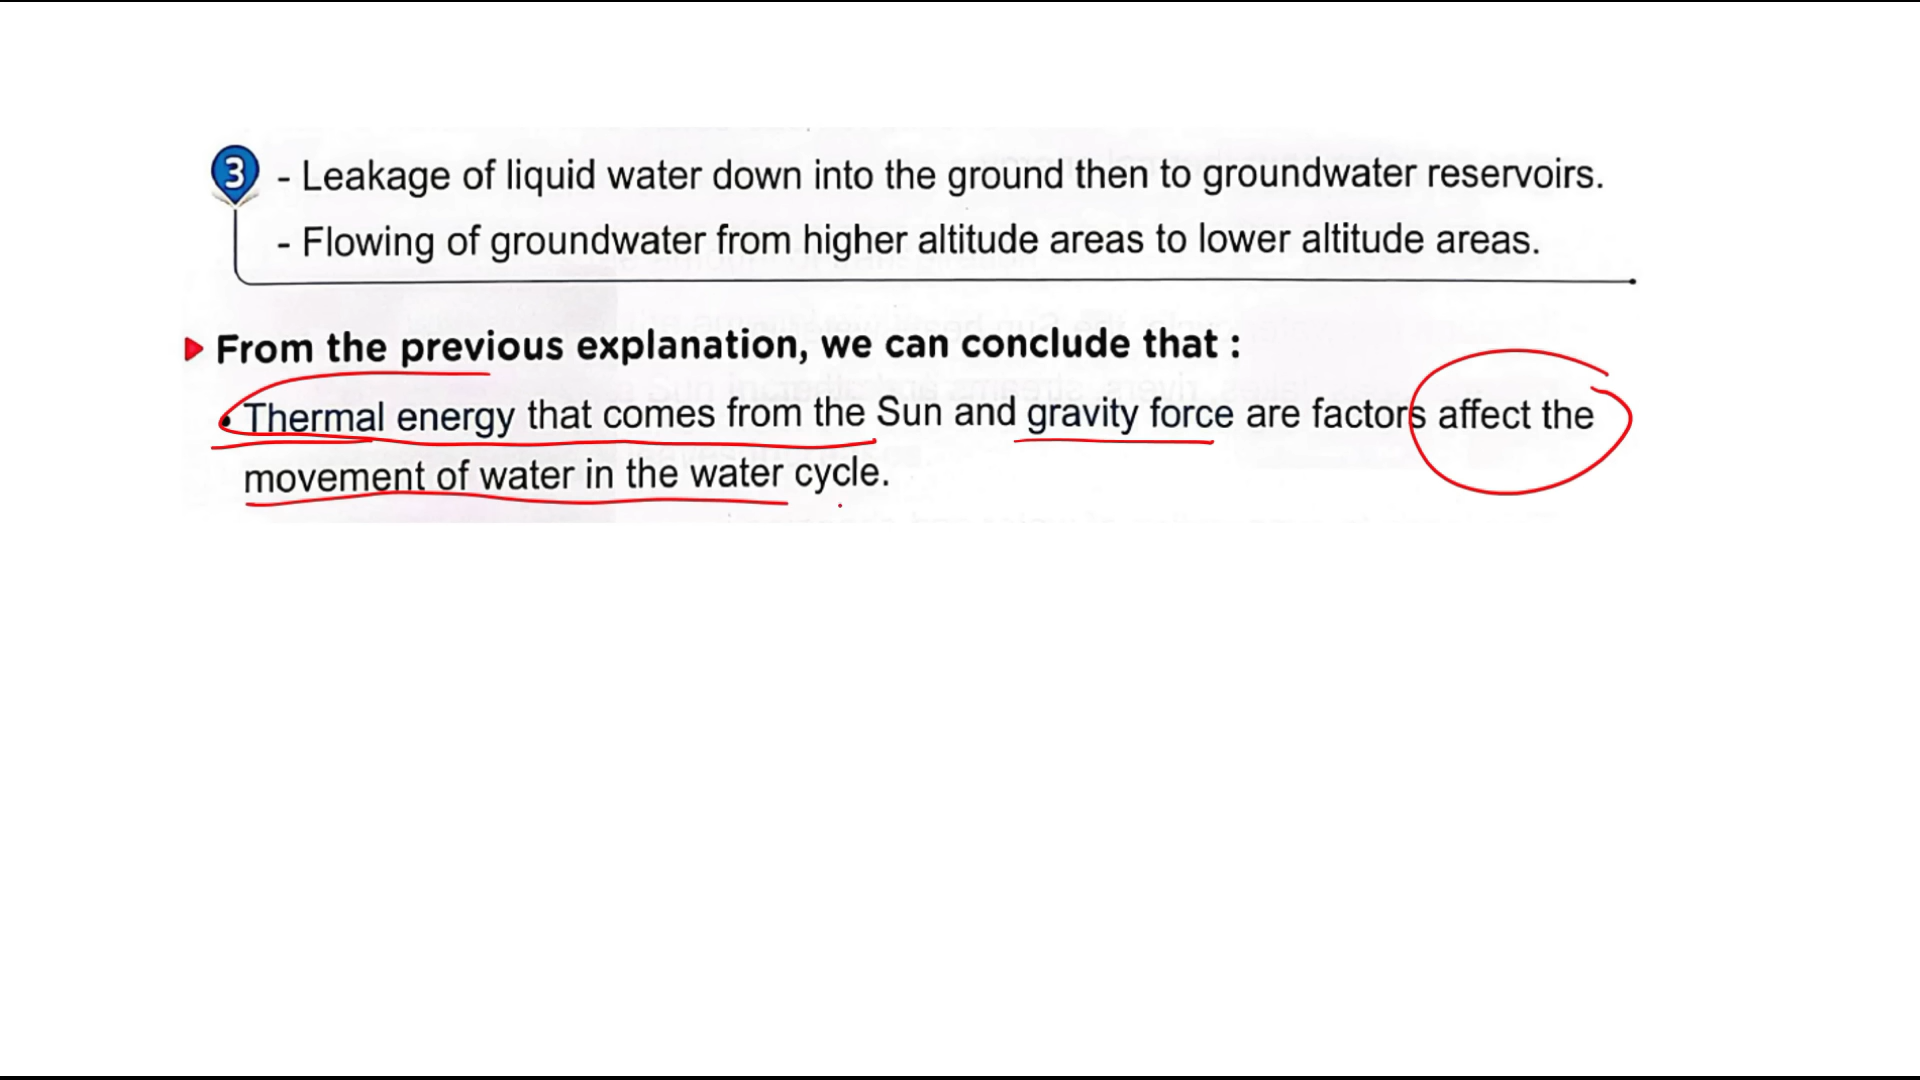 3 - Leakage of liquid water down into the ground then to groundwater reservoirs.
- Flowing of groundwater from higher altitude areas to lower altitude areas.
From the previous explanation, we can conclude that :
• Thermal energy that comes from the Sun and gravity force are factors affect the
movement of water in the water cycle.